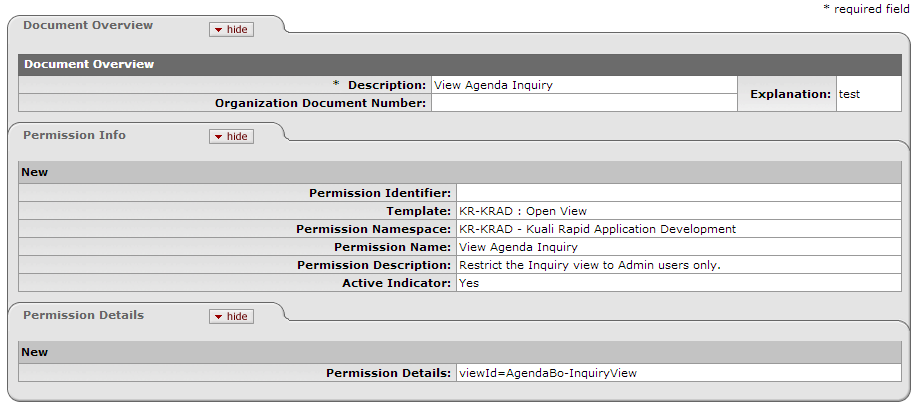 * required field
Document Overview
hide
Document Overview
* Description: View Agenda Inquiry
Explanation: test
Organization Document Number:
Permission Info
hide
New
Permission Identifier:
Template: KR-KRAD : Open View
Permission Namespace: KR-KRAD - Kuali Rapid Application Development
Permission Name: View Agenda Inquiry
Permission Description: Restrict the Inquiry view to Admin users only.
Active Indicator: Yes
Permission Details
hide
New
Permission Details: viewId=AgendaBo-InquiryView